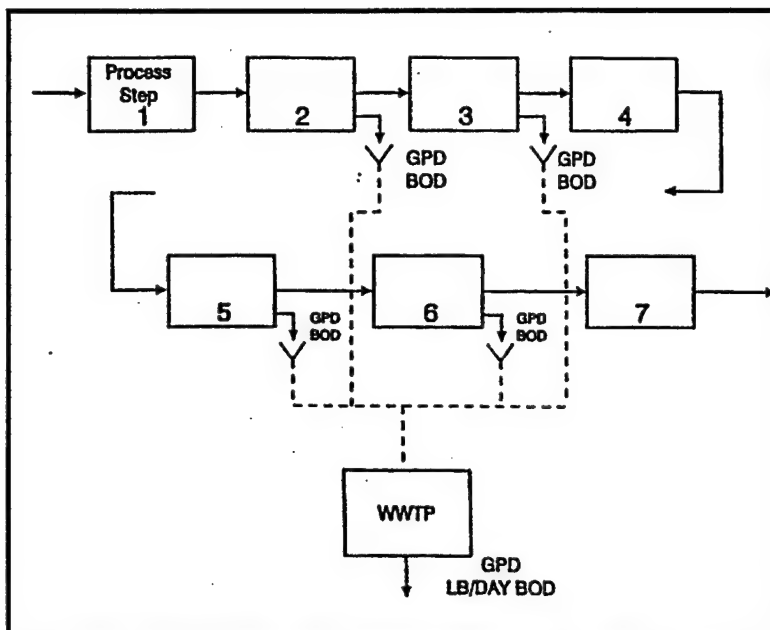 Process
Step
1
2
3
4
GPD
BOD
GPD
BOD
5
6
7
GPD
BOD
GPD
BOD
WWTP
GPD
LB/DAY BOD